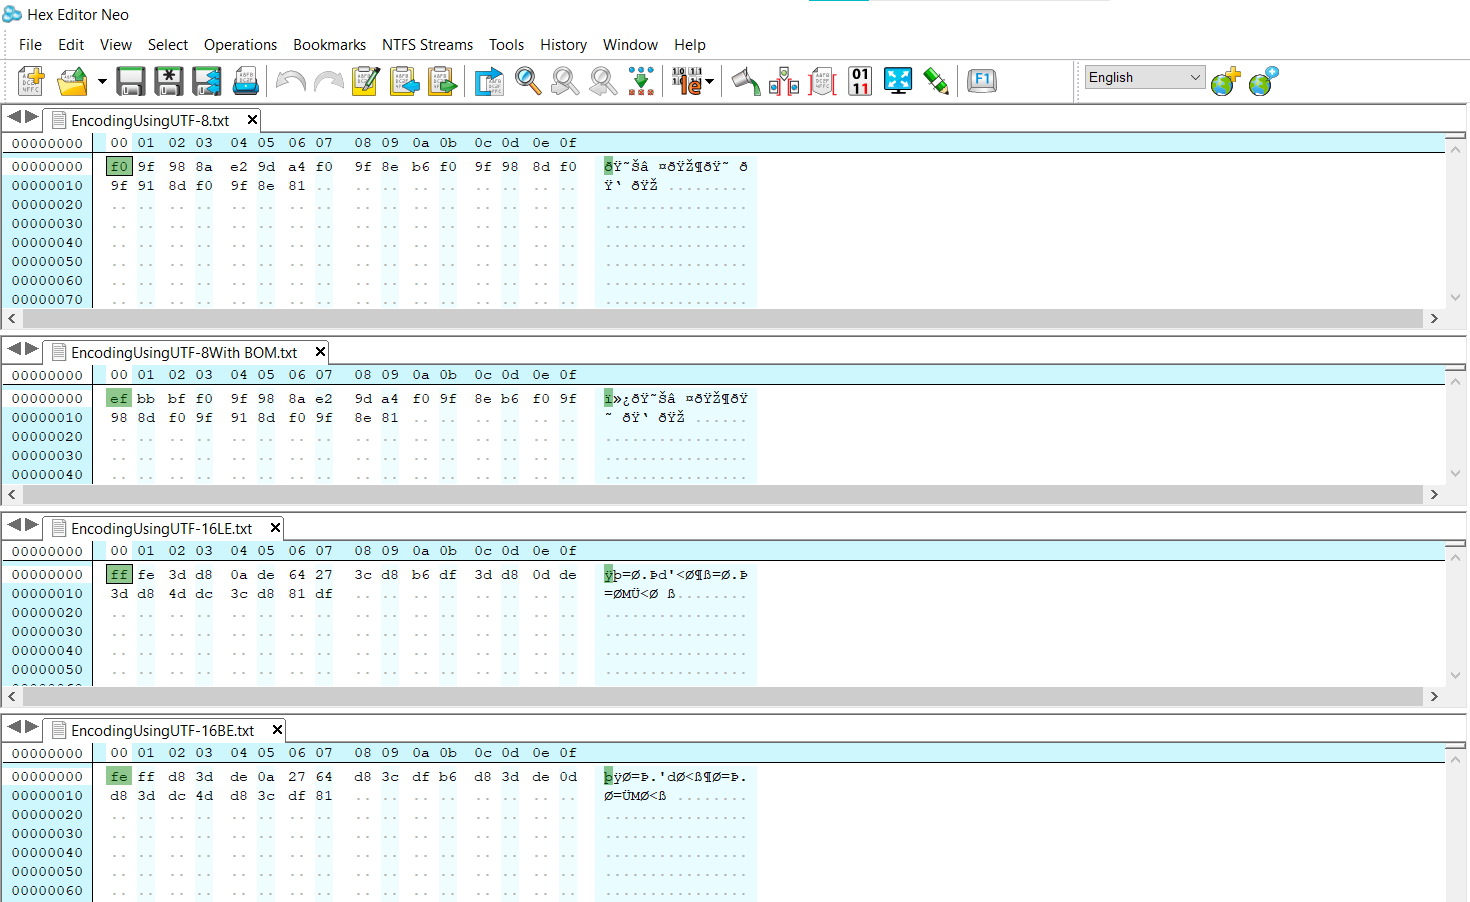 Hex Editor Neo
File Edit View Select Operations Bookmarks NTFS Streams Tools History Window Help
English
EncodingUsingUTF-8.txt
00000000 00 01 02 03 04 05 06 07 08 09 0a 0b 0c 0d 0e 0f
00000000 f0 9f 98 8a e2 9d a4 f0 9f 8e b6 f0 9f 98 8d f0 ðŸ˜Šâ ¤ðŸŽ¶ðŸ˜ ð
00000010 9f 91 8d f0 9f 8e 81 .. .. .. .. .. .. .. .. .. Ÿ‘ ðŸŽ .........
00000020 .. .. .. .. .. .. .. .. .. .. .. .. .. .. .. .. ................
00000030 .. .. .. .. .. .. .. .. .. .. .. .. .. .. .. .. ................
00000040 .. .. .. .. .. .. .. .. .. .. .. .. .. .. .. .. ................
00000050 .. .. .. .. .. .. .. .. .. .. .. .. .. .. .. .. ................
00000060 .. .. .. .. .. .. .. .. .. .. .. .. .. .. .. .. ................
00000070 .. .. .. .. .. .. .. .. .. .. .. .. .. .. .. .. ................
EncodingUsingUTF-8With BOM.txt
00000000 00 01 02 03 04 05 06 07 08 09 0a 0b 0c 0d 0e 0f
00000000 ef bb bf f0 9f 98 8a e2 9d a4 f0 9f 8e b6 f0 9f ï»¿ðŸ˜Šâ ¤ðŸŽ¶ðŸ
00000010 98 8d f0 9f 91 8d f0 9f 8e 81 .. .. .. .. .. .. ˜ ðŸ‘ ðŸŽ ......
00000020 .. .. .. .. .. .. .. .. .. .. .. .. .. .. .. .. ................
00000030 .. .. .. .. .. .. .. .. .. .. .. .. .. .. .. .. ................
00000040 .. .. .. .. .. .. .. .. .. .. .. .. .. .. .. .. ................
EncodingUsingUTF-16LE.txt
00000000 00 01 02 03 04 05 06 07 08 09 0a 0b 0c 0d 0e 0f
00000000 ff fe 3d d8 0a de 64 27 3c d8 b6 df 3d d8 0d de ÿþ=Ø.Þd'<Ø¶ß=Ø.Þ
00000010 3d d8 4d dc 3c d8 81 df .. .. .. .. .. .. .. .. =ØMÜ<Ø ß........
00000020 .. .. .. .. .. .. .. .. .. .. .. .. .. .. .. .. ................
00000030 .. .. .. .. .. .. .. .. .. .. .. .. .. .. .. .. ................
00000040 .. .. .. .. .. .. .. .. .. .. .. .. .. .. .. .. ................
00000050 .. .. .. .. .. .. .. .. .. .. .. .. .. .. .. .. ................
EncodingUsingUTF-16BE.txt
00000000 00 01 02 03 04 05 06 07 08 09 0a 0b 0c 0d 0e 0f
00000000 fe ff d8 3d de 0a 27 64 d8 3c df b6 d8 3d de 0d þÿØ=Þ.'dØ<ß¶Ø=Þ.
00000010 d8 3d dc 4d d8 3c df 81 .. .. .. .. .. .. .. .. Ø=ÜMØ<ß ........
00000020 .. .. .. .. .. .. .. .. .. .. .. .. .. .. .. .. ................
00000030 .. .. .. .. .. .. .. .. .. .. .. .. .. .. .. .. ................
00000040 .. .. .. .. .. .. .. .. .. .. .. .. .. .. .. .. ................
00000050 .. .. .. .. .. .. .. .. .. .. .. .. .. .. .. .. ................
00000060 .. .. .. .. .. .. .. .. .. .. .. .. .. .. .. .. ................